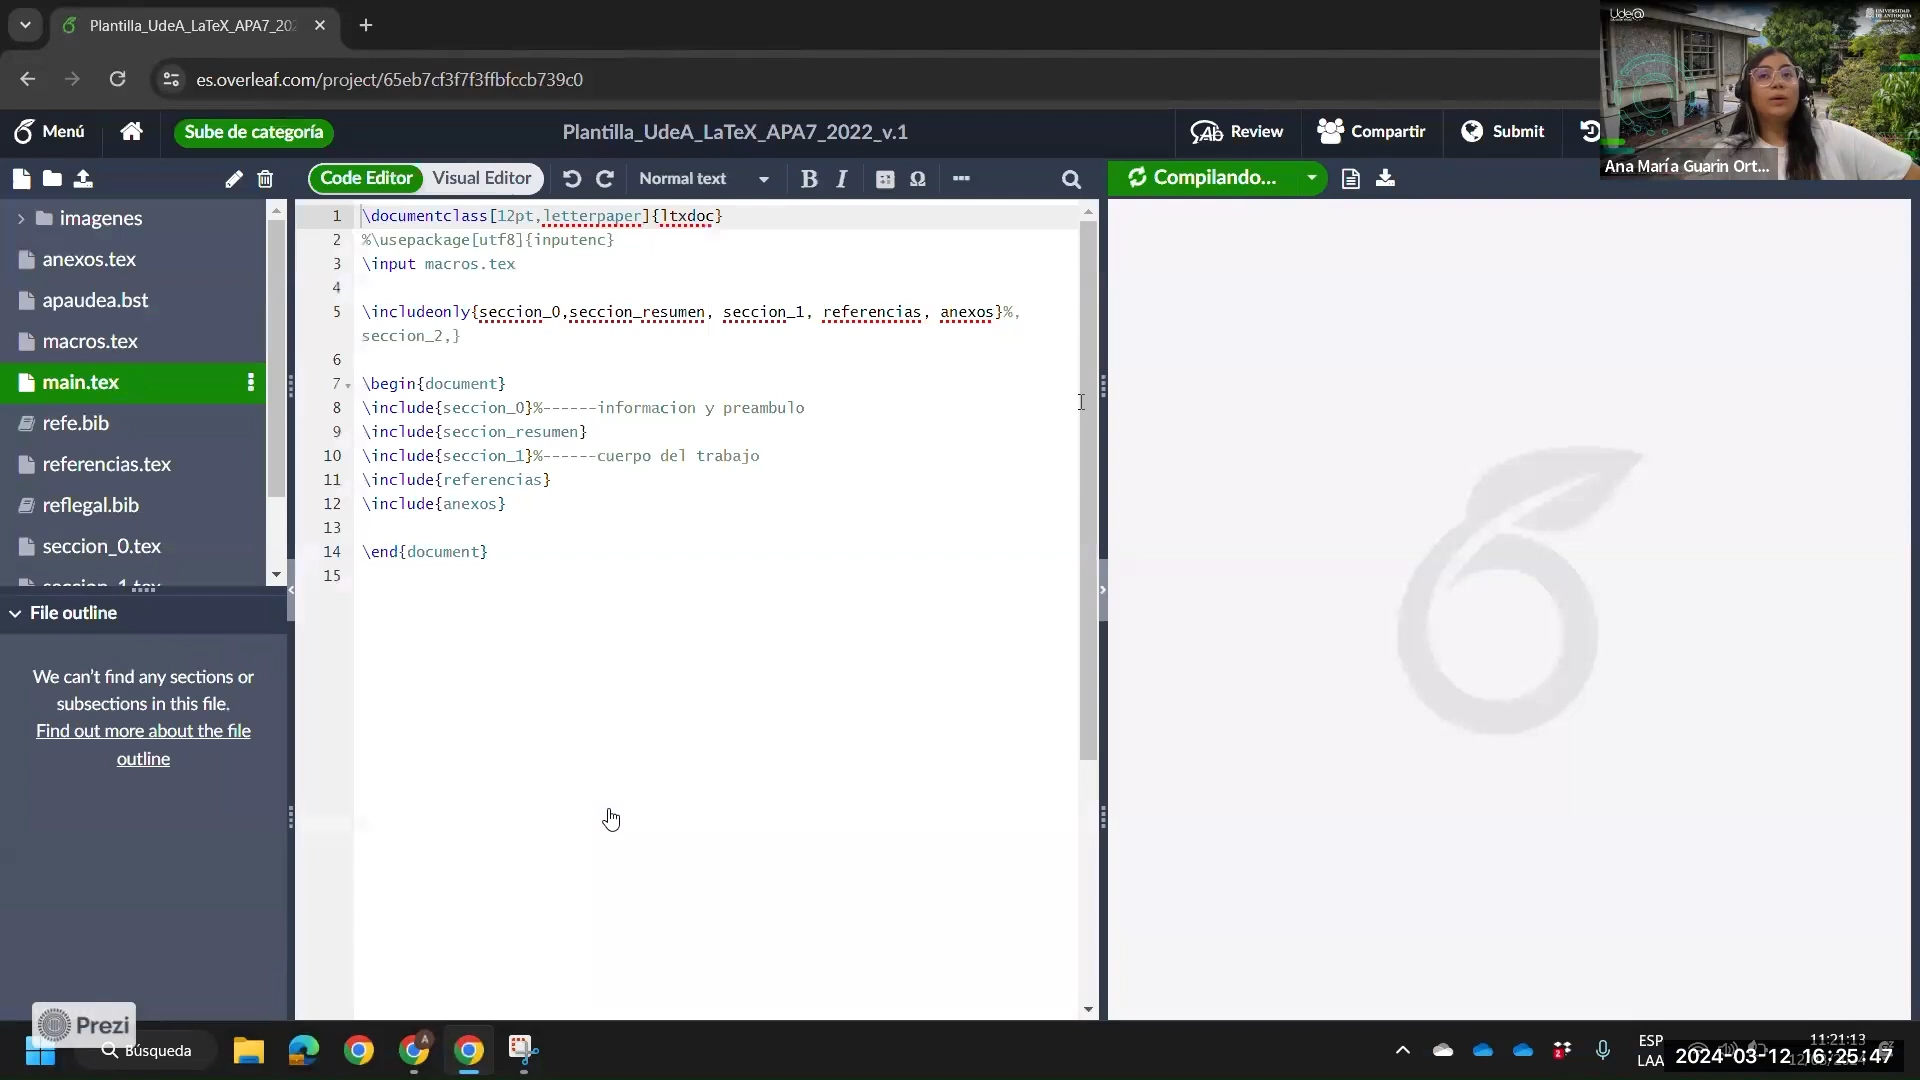 Plantilla_UdeA_LaTeX_APA7_202
es.overleaf.com/project/65eb7cf3f7f3ffbfccb739c0
Ude@
UNIVERSIDAD DE ANTIOQUIA
Ana María Guarin Ort...
Menú
Sube de categoría
Plantilla_UdeA_LaTeX_APA7_2022_v.1
Review
Compartir
Submit
Code Editor
Visual Editor
Normal text
B I Ω
Compilando...
imagenes
anexos.tex
apaudea.bst
macros.tex
main.tex
refe.bib
referencias.tex
reflegal.bib
seccion_0.tex
seccion_1.tex
File outline
We can't find any sections or
subsections in this file.
Find out more about the file
outline
1 \documentclass[12pt,letterpaper]{ltxdoc}
2 %\usepackage[utf8]{inputenc}
3 \input macros.tex
4
5 \includeonly{seccion_0,seccion_resumen, seccion_1, referencias, anexos}%,
seccion_2,}
6
7 \begin{document}
8 \include{seccion_0}%------informacion y preambulo
9 \include{seccion_resumen}
10 \include{seccion_1}%------cuerpo del trabajo
11 \include{referencias}
12 \include{anexos}
13
14 \end{document}
15
Prezi
Búsqueda
A
2
ESP
LAA
11:21:13
2024-03-12 16:25:47